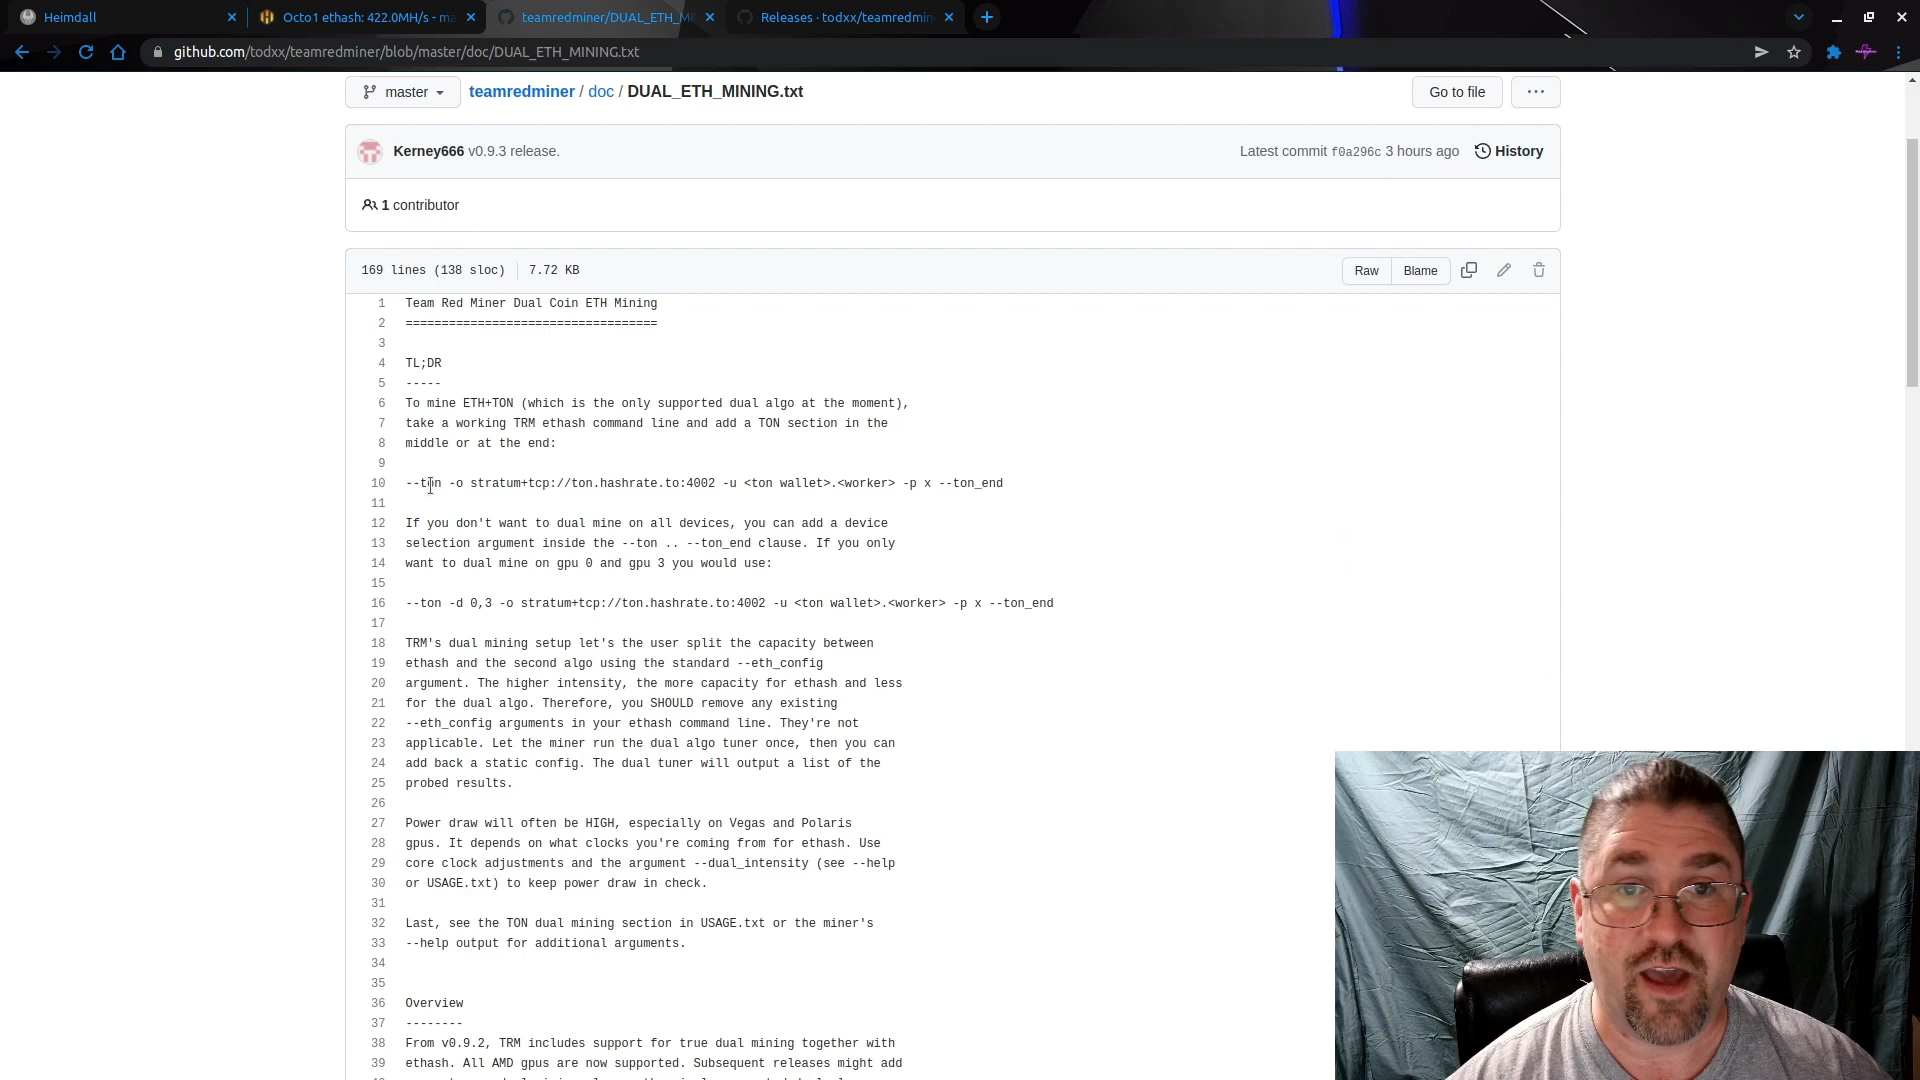 Heimdall
Octo1 ethash: 422.0MH/s - ma
teamredminer/DUAL_ETH_MI
Releases · todxx/teamredmin
github.com/todxx/teamredminer/blob/master/doc/DUAL_ETH_MINING.txt
master
teamredminer / doc / DUAL_ETH_MINING.txt
Go to file
Kerney666 v0.9.3 release.
Latest commit f0a296c 3 hours ago
History
1 contributor
169 lines (138 sloc) 7.72 KB
Raw
Blame
1 Team Red Miner Dual Coin ETH Mining
2 ===================================
3
4 TL;DR
5 -----
6 To mine ETH+TON (which is the only supported dual algo at the moment),
7 take a working TRM ethash command line and add a TON section in the
8 middle or at the end:
9
10 --ton -o stratum+tcp://ton.hashrate.to:4002 -u <ton wallet>.<worker> -p x --ton_end
11
12 If you don't want to dual mine on all devices, you can add a device
13 selection argument inside the --ton .. --ton_end clause. If you only
14 want to dual mine on gpu 0 and gpu 3 you would use:
15
16 --ton -d 0,3 -o stratum+tcp://ton.hashrate.to:4002 -u <ton wallet>.<worker> -p x --ton_end
17
18 TRM's dual mining setup let's the user split the capacity between
19 ethash and the second algo using the standard --eth_config
20 argument. The higher intensity, the more capacity for ethash and less
21 for the dual algo. Therefore, you SHOULD remove any existing
22 --eth_config arguments in your ethash command line. They're not
23 applicable. Let the miner run the dual algo tuner once, then you can
24 add back a static config. The dual tuner will output a list of the
25 probed results.
26
27 Power draw will often be HIGH, especially on Vegas and Polaris
28 gpus. It depends on what clocks you're coming from for ethash. Use
29 core clock adjustments and the argument --dual_intensity (see --help
30 or USAGE.txt) to keep power draw in check.
31
32 Last, see the TON dual mining section in USAGE.txt or the miner's
33 --help output for additional arguments.
34
35
36 Overview
37 --------
38 From v0.9.2, TRM includes support for true dual mining together with
39 ethash. All AMD gpus are now supported. Subsequent releases might add